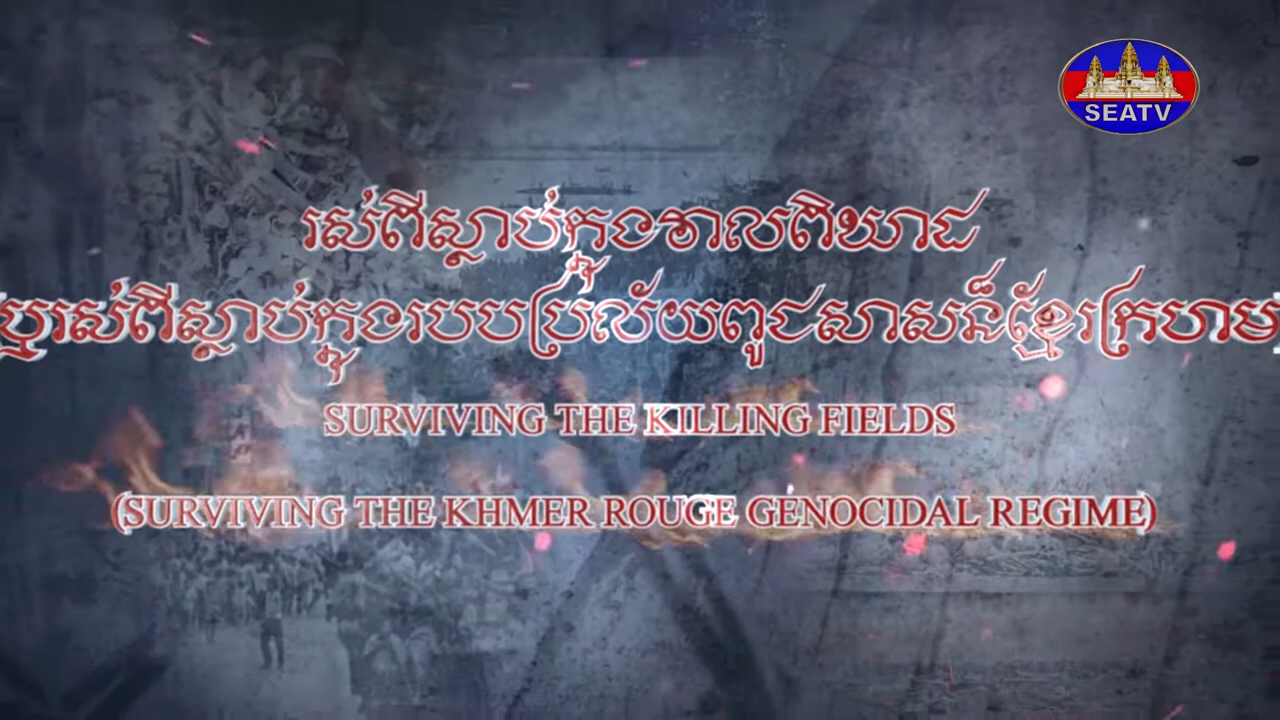 SEATV
រស់ពីស្លាប់ក្នុងវាលពិឃាដ
ឬរស់ពីស្លាប់ក្នុងរបបប្រល័យពូជសាសន៍ខ្មែរក្រហម
SURVIVING THE KILLING FIELDS
(SURVIVING THE KHMER ROUGE GENOCIDAL REGIME)